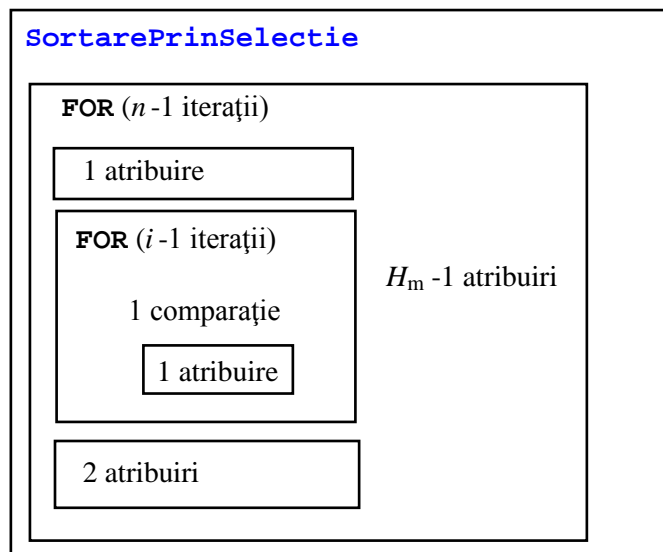 SortarePrinSelectie
FOR (n -1 iteraţii)
1 atribuire
FOR (i -1 iteraţii)
Hm -1 atribuiri
1 comparaţie
1 atribuire
2 atribuiri